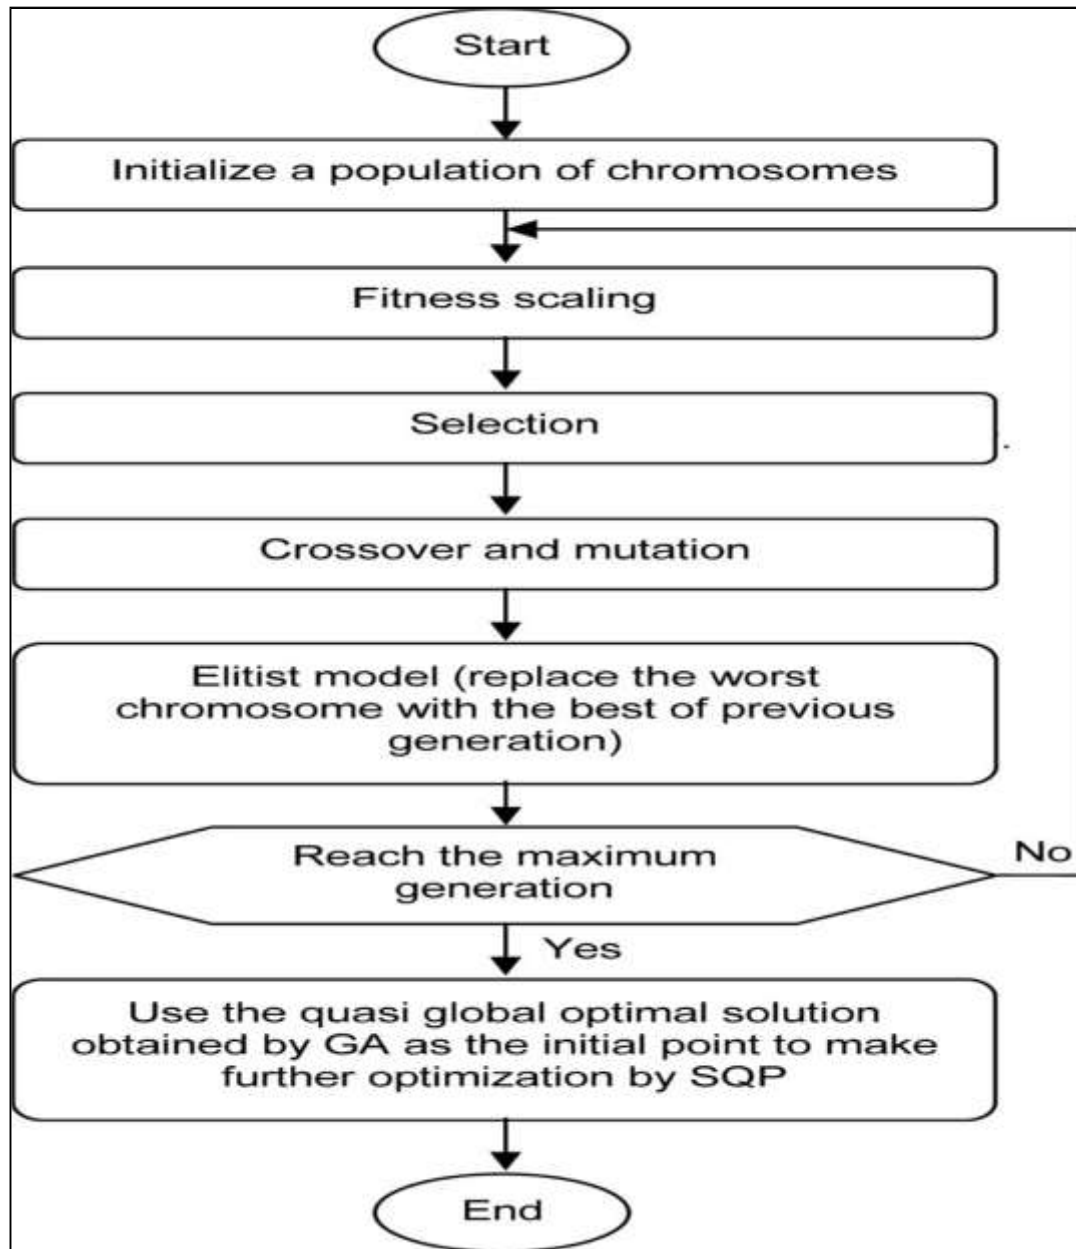 Start
Initialize a population of chromosomes
Fitness scaling
Selection
Crossover and mutation
Elitist model (replace the worst
chromosome with the best of previous
generation)
Reach the maximum
generation
No
Yes
Use the quasi global optimal solution
obtained by GA as the initial point to make
further optimization by SQP
End